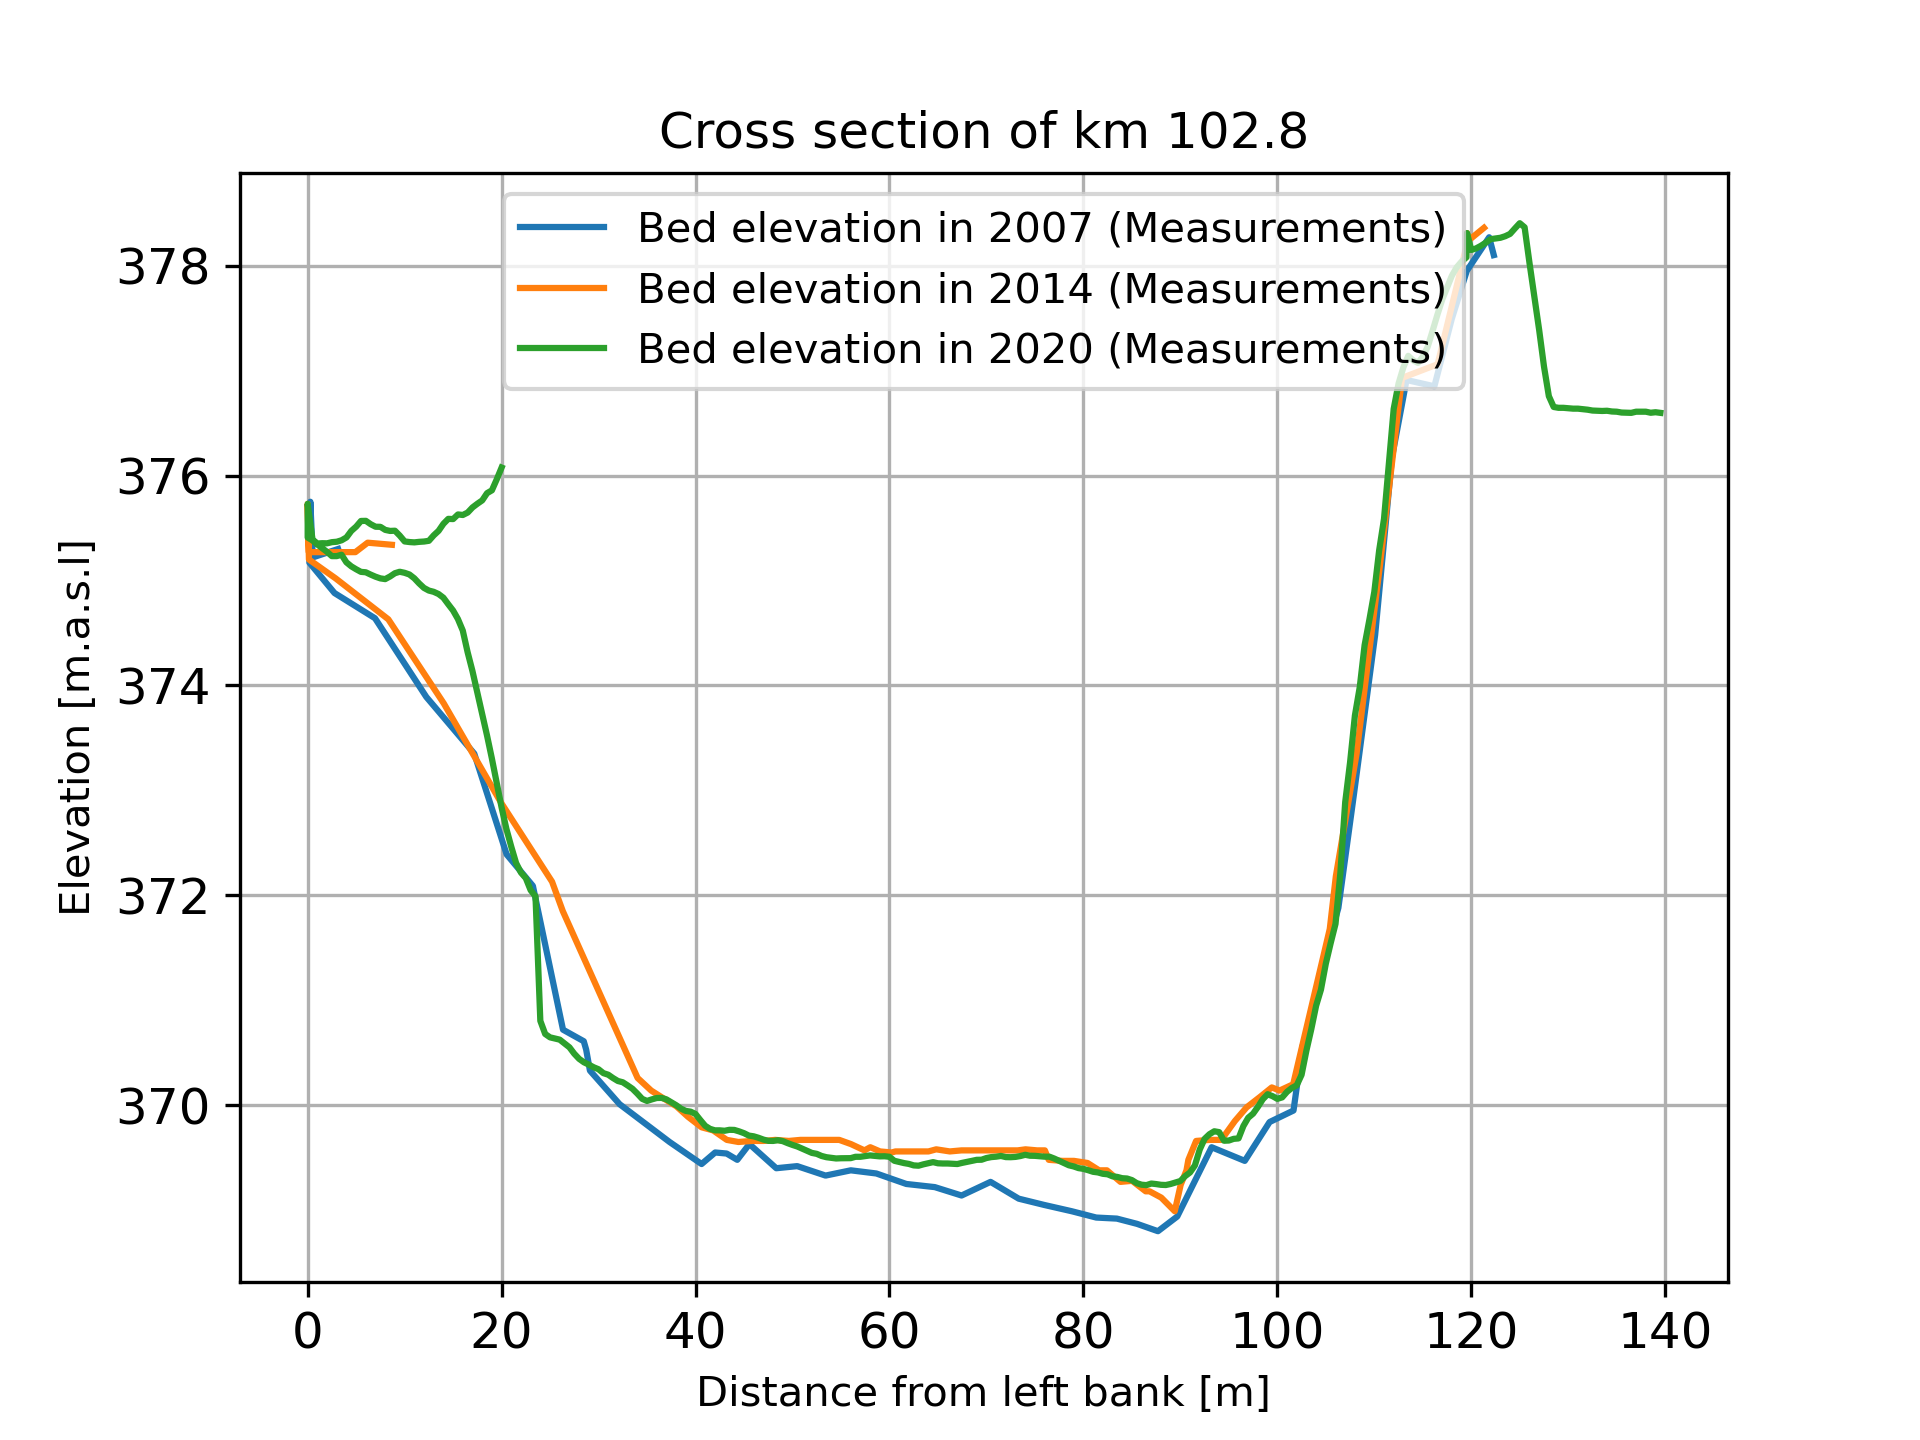 Cross section of km 102.8
Bed elevation in 2007 (Measurements)
Bed elevation in 2014 (Measurements)
Bed elevation in 2020 (Measurements)
Elevation [m.a.s.l]
378
376
374
372
370
0 20 40 60 80 100 120 140
Distance from left bank [m]